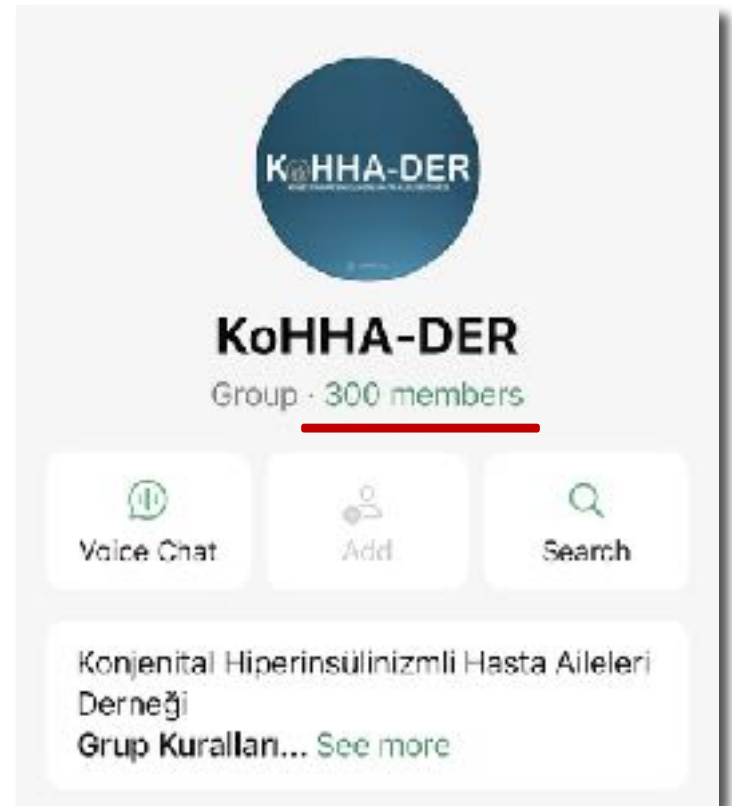 KoHHA-DER
KoHHA-DER
Group · 300 members
Voice Chat
Add
Search
Konjenital Hiperinsülinizmli Hasta Aileleri
Derneği
Grup Kuralları... See more